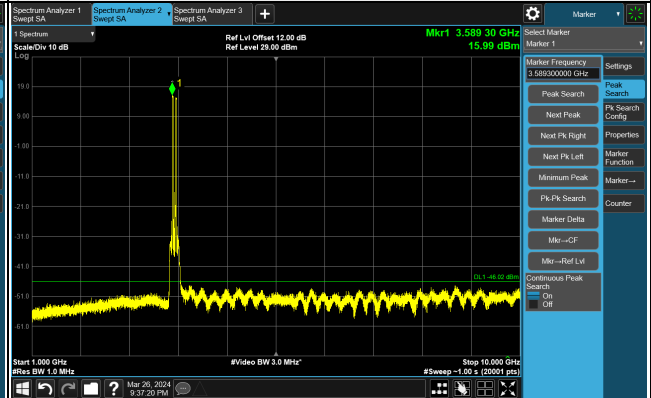 Spectrum Analyzer 1
Swept SA
Spectrum Analyzer 2
Swept SA
Spectrum Analyzer 3
Swept SA
+
Marker
1 Spectrum
Scale/Div 10 dB
Log
Ref Lvl Offset 12.00 dB
Ref Level 29.00 dBm
Mkr1 3.589 30 GHz
15.99 dBm
Select Marker
Marker 1
Marker Frequency
3.589300000 GHz
Peak Search
Next Peak
Next Pk Right
Next Pk Left
Minimum Peak
Pk-Pk Search
Marker Delta
Mkr→CF
Mkr→Ref Lvl
Continuous Peak
Search
On
Off
Settings
Peak
Search
Pk Search
Config
Properties
Marker
Function
Marker→
Counter
1
19.0
9.00
-1.00
-11.0
-21.0
-31.0
-41.0
-51.0
-61.0
DL1 -46.02 dBm
Start 1.000 GHz
#Res BW 1.0 MHz
#Video BW 3.0 MHz*
Stop 10.000 GHz
#Sweep ~1.00 s (20001 pts)
?
Mar 26, 2024
9:37:20 PM